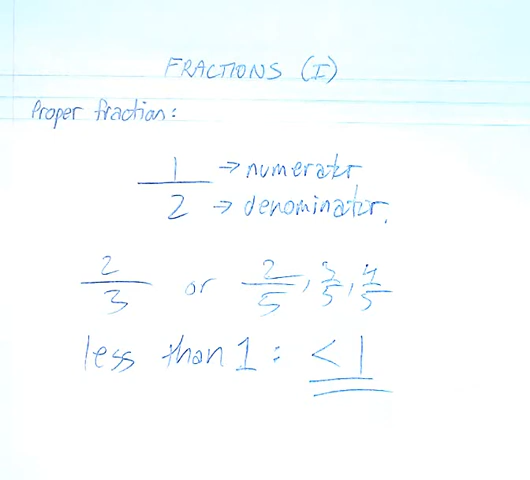 FRACTIONS (I)
Proper fraction:
1/2 → numerator
→ denominator.
2/3 or 2/5, 3/5, 4/5
less than 1 : < 1